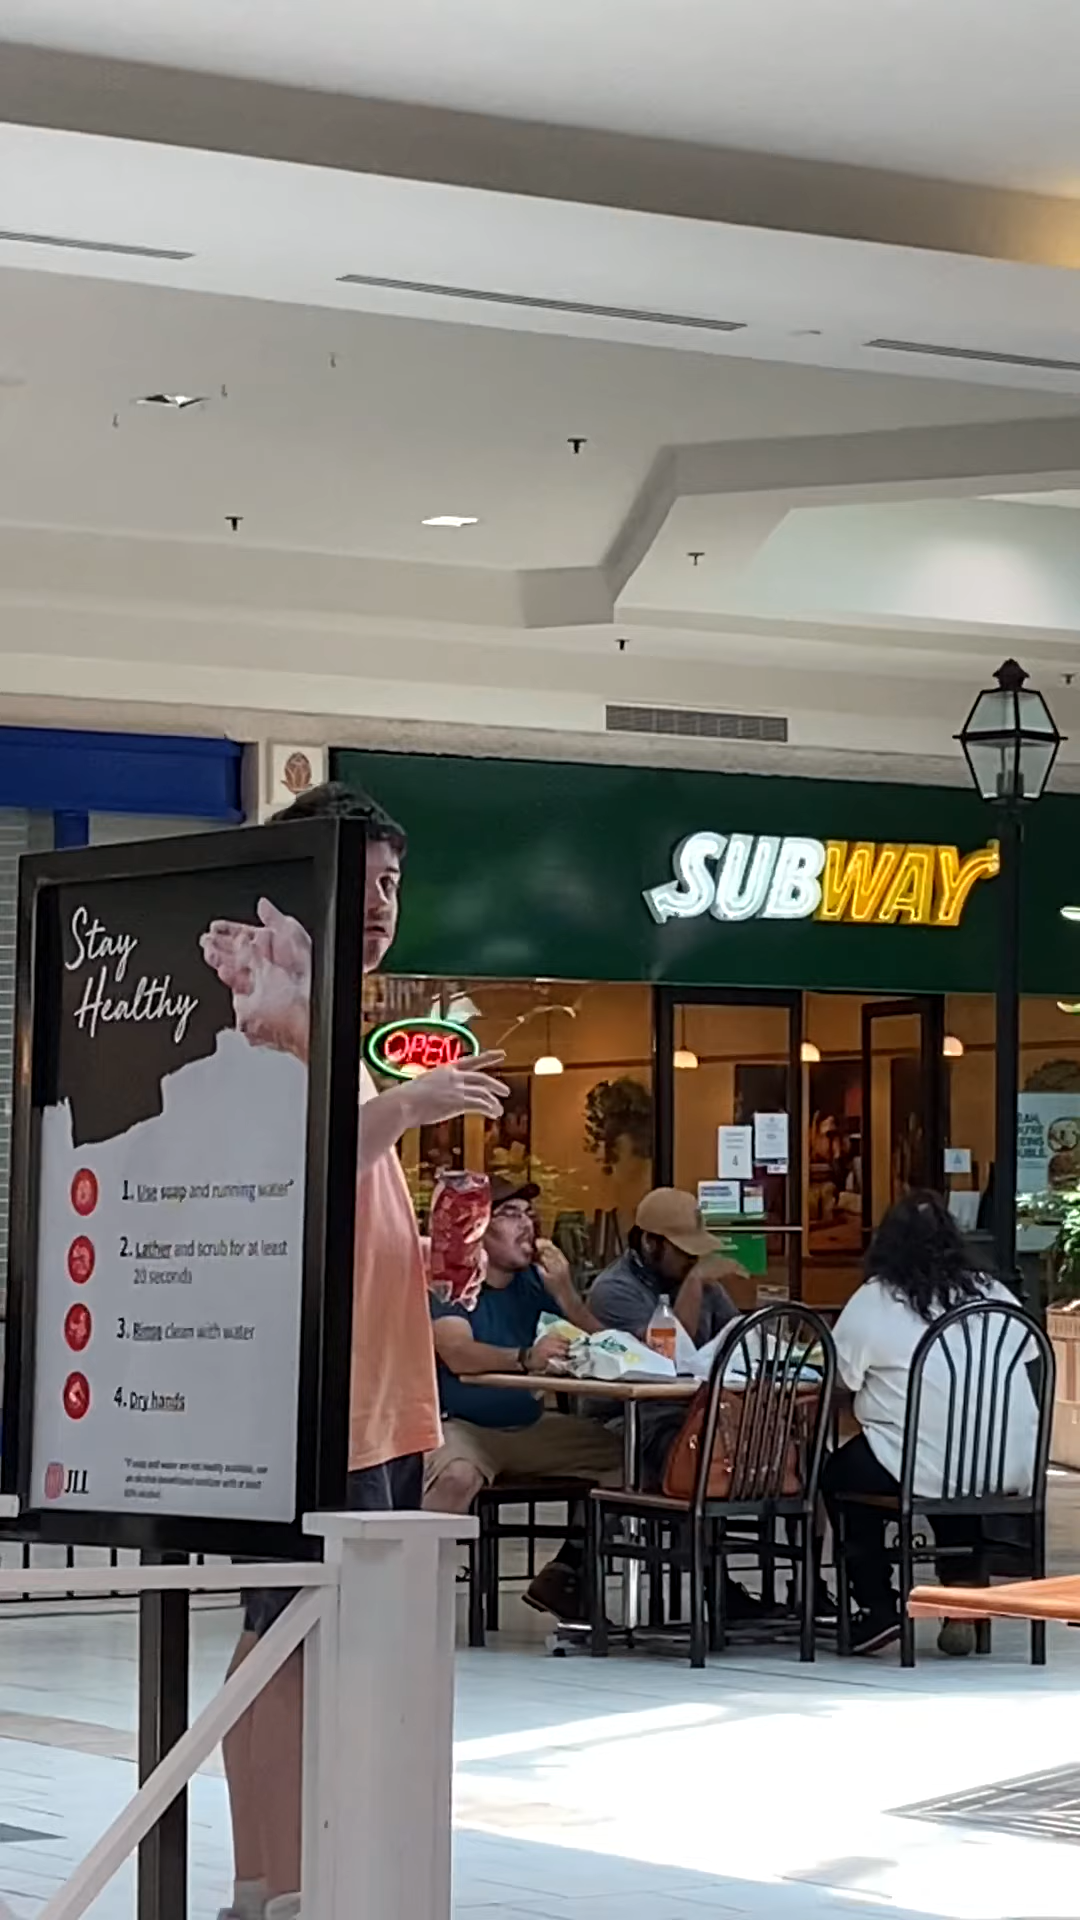 SUBWAY
Stay
Healthy
OPEN
1. Use soap and running water*
2. Lather and scrub for at least
20 seconds
3. Rinse clean with water
4. Dry hands
JLL
4